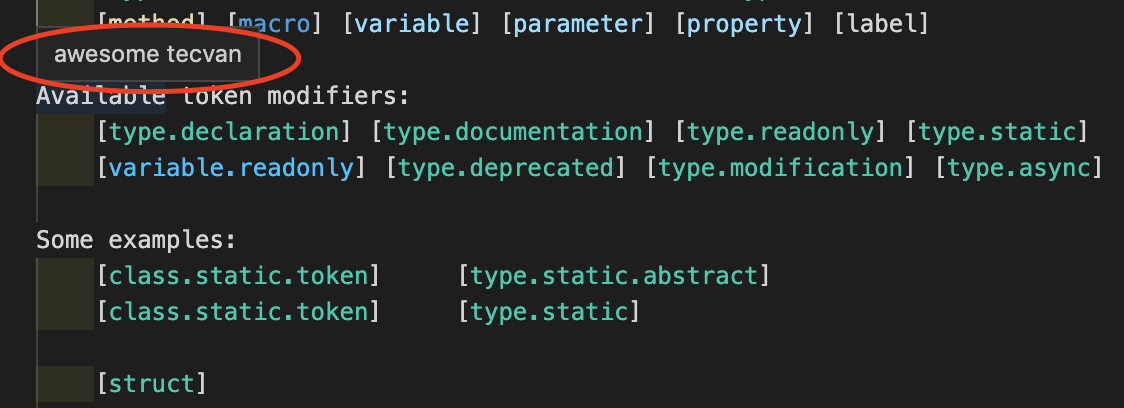 [method] [macro] [variable] [parameter] [property] [label]
awesome tecvan
Available token modifiers:
[type.declaration] [type.documentation] [type.readonly] [type.static]
[variable.readonly] [type.deprecated] [type.modification] [type.async]
Some examples:
[class.static.token] [type.static.abstract]
[class.static.token] [type.static]
[struct]